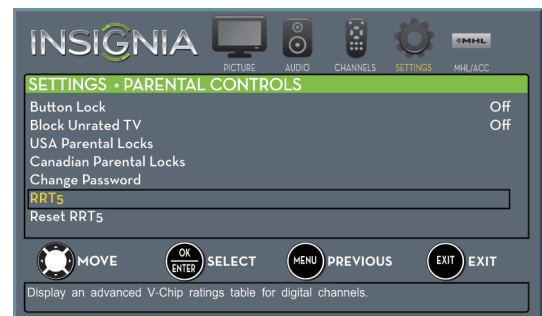 INSIGNIA
PICTURE AUDIO CHANNELS SETTINGS MHL/ACC
MHL
SETTINGS • PARENTAL CONTROLS
Button Lock Off
Block Unrated TV Off
USA Parental Locks
Canadian Parental Locks
Change Password
RRT5
Reset RRT5
MOVE OK ENTER SELECT MENU PREVIOUS EXIT EXIT
Display an advanced V-Chip ratings table for digital channels.